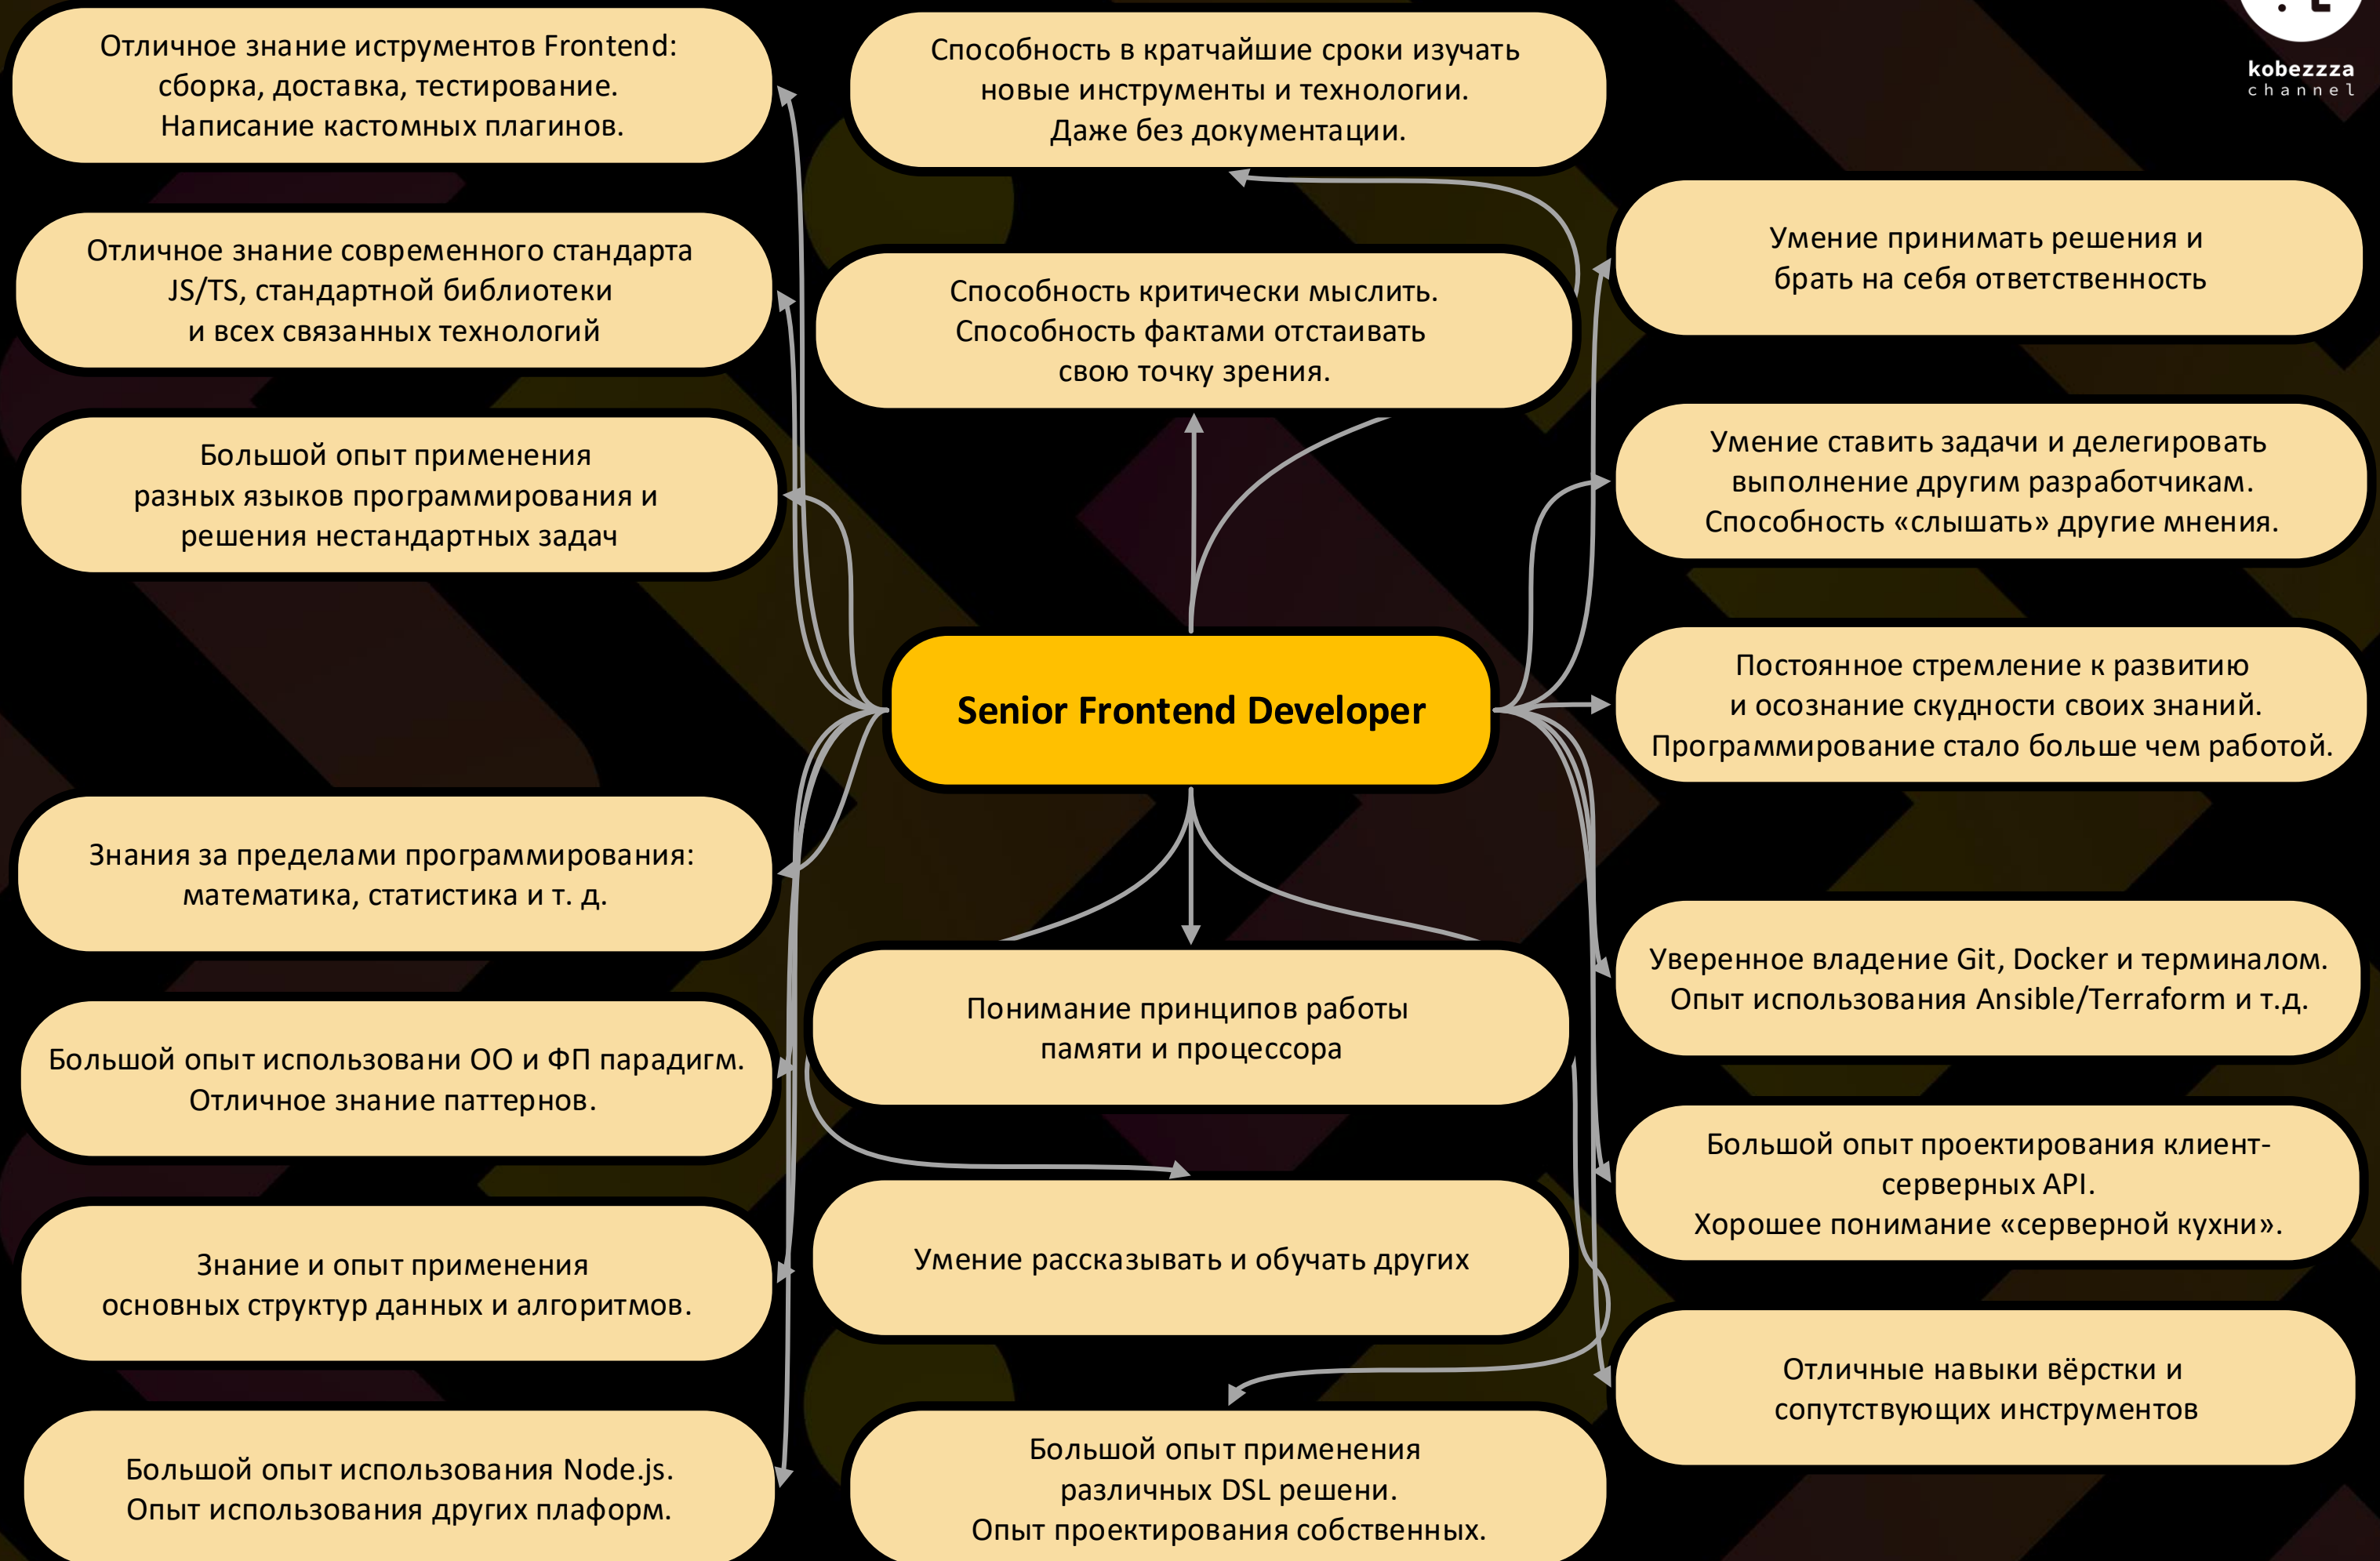 Отличное знание иструментов Frontend:
сборка, доставка, тестирование.
Написание кастомных плагинов.
Способность в кратчайшие сроки изучать
новые инструменты и технологии.
Даже без документации.
kobezzza
channel
Отличное знание современного стандарта
JS/TS, стандартной библиотеки
и всех связанных технологий
Способность критически мыслить.
Способность фактами отстаивать
свою точку зрения.
Умение принимать решения и
брать на себя ответственность
Большой опыт применения
разных языков программирования и
решения нестандартных задач
Умение ставить задачи и делегировать
выполнение другим разработчикам.
Способность «слышать» другие мнения.
Senior Frontend Developer
Постоянное стремление к развитию
и осознание скудности своих знаний.
Программирование стало больше чем работой.
Знания за пределами программирования:
математика, статистика и т. д.
Понимание принципов работы
памяти и процессора
Уверенное владение Git, Docker и терминалом.
Опыт использования Ansible/Terraform и т.д.
Большой опыт использовани ОО и ФП парадигм.
Отличное знание паттернов.
Умение рассказывать и обучать других
Большой опыт проектирования клиент-
серверных API.
Хорошее понимание «серверной кухни».
Знание и опыт применения
основных структур данных и алгоритмов.
Отличные навыки вёрстки и
сопутствующих инструментов
Большой опыт использования Node.js.
Опыт использования других плаформ.
Большой опыт применения
различных DSL решени.
Опыт проектирования собственных.